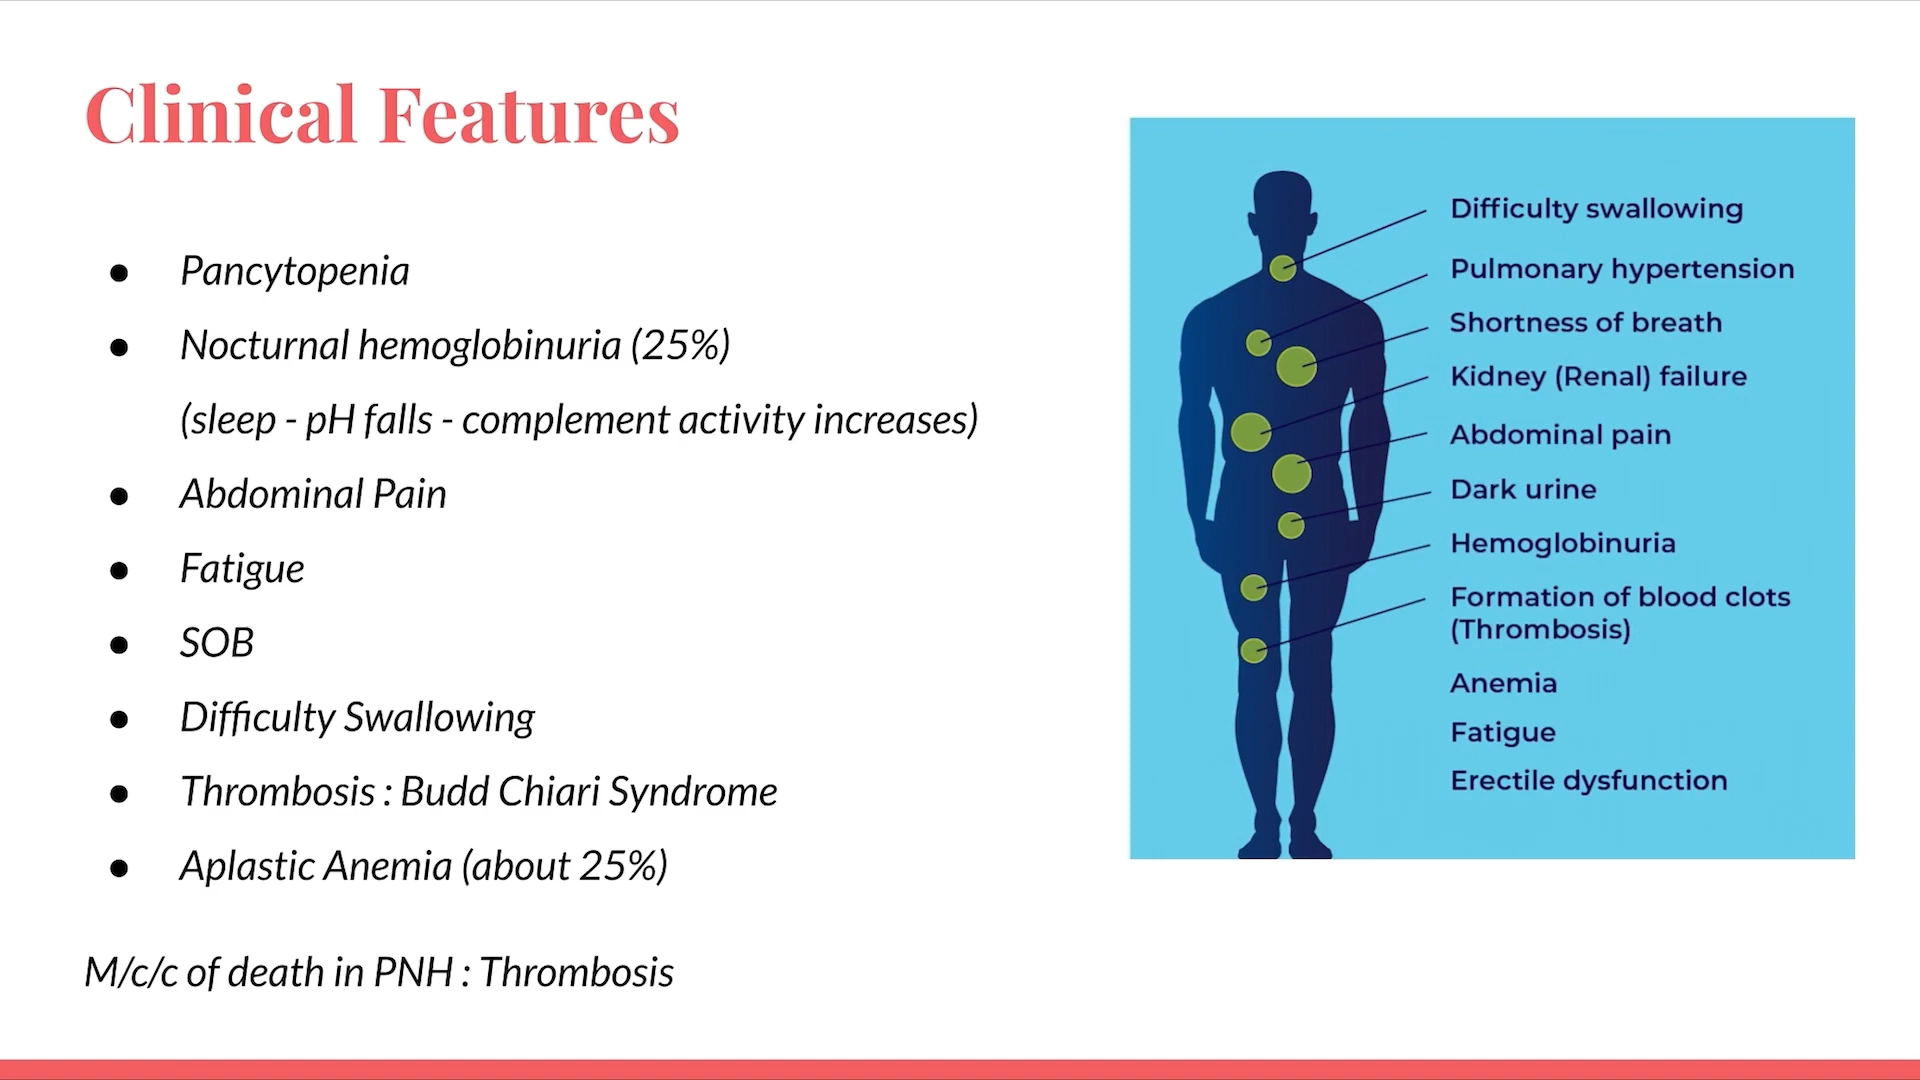 Clinical Features
● Pancytopenia
● Nocturnal hemoglobinuria (25%)
(sleep - pH falls - complement activity increases)
● Abdominal Pain
● Fatigue
● SOB
● Difficulty Swallowing
● Thrombosis : Budd Chiari Syndrome
● Aplastic Anemia (about 25%)
M/c/c of death in PNH : Thrombosis
Difficulty swallowing
Pulmonary hypertension
Shortness of breath
Kidney (Renal) failure
Abdominal pain
Dark urine
Hemoglobinuria
Formation of blood clots
(Thrombosis)
Anemia
Fatigue
Erectile dysfunction